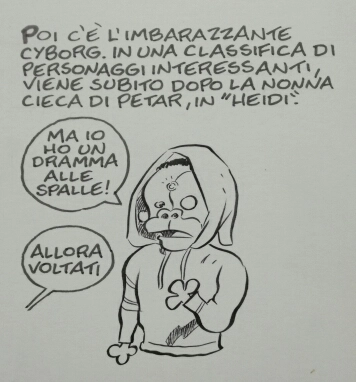 POI C'È L'IMBARAZZANTE
CYBORG. IN UNA CLASSIFICA DI
PERSONAGGI INTERESSANTI,
VIENE SUBITO DOPO LA NONNA
CIECA DI PETAR, IN "HEIDI".
MA IO
HO UN
DRAMMA
ALLE
SPALLE!
ALLORA
VOLTATI